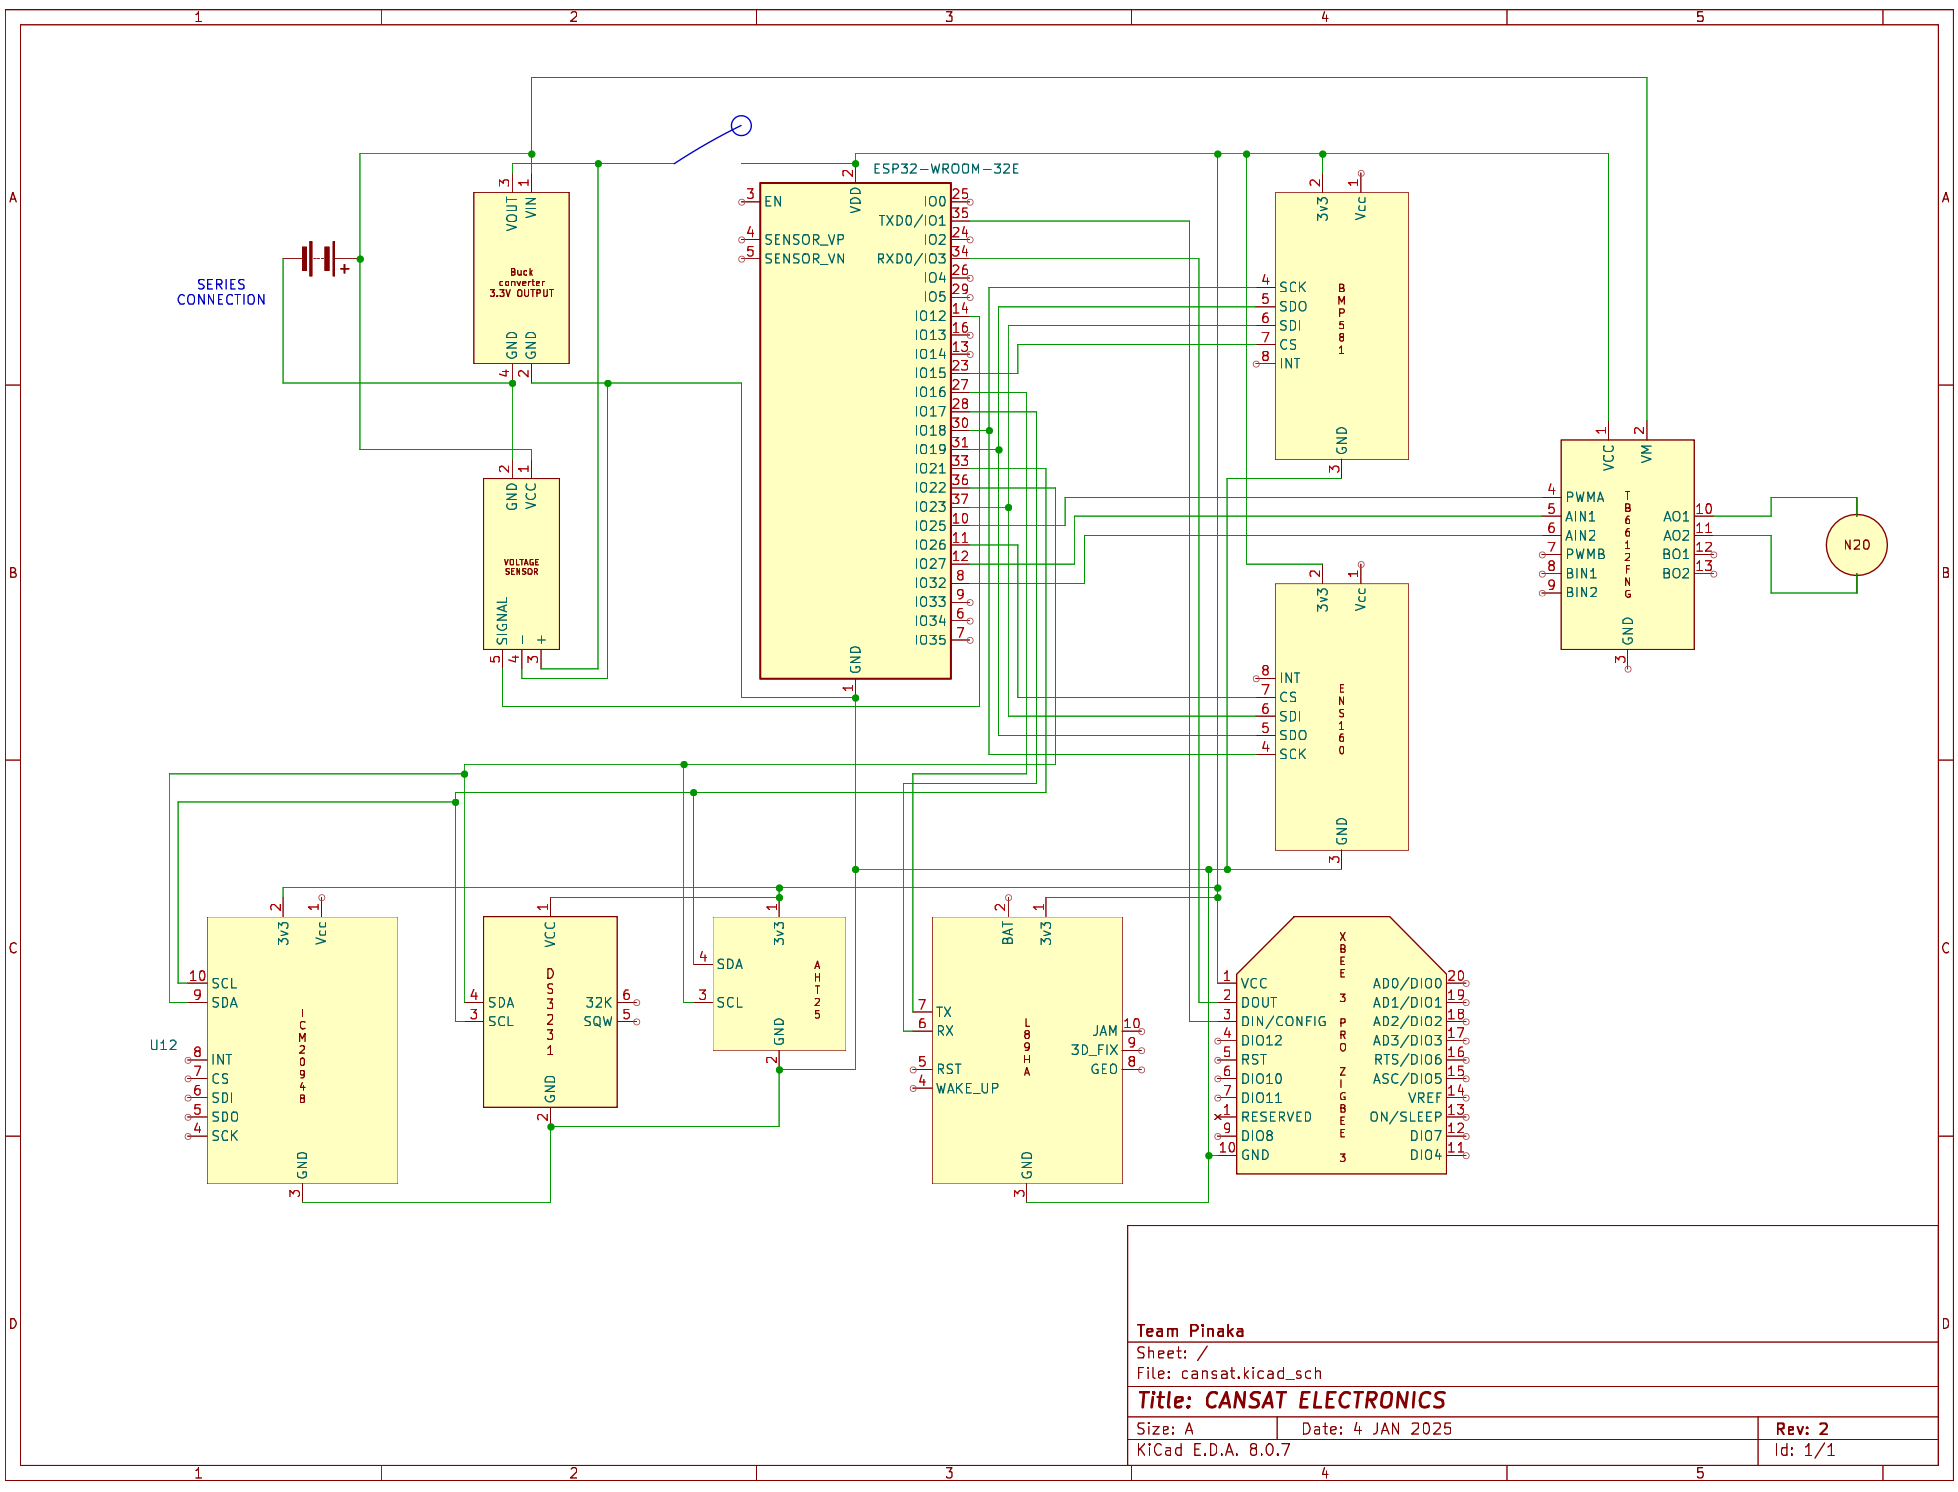 1 2 3 4 5
A
B
C
D
A
B
C
D
SERIES
CONNECTION
+
3 1
VOUT VIN
Buck
converter
3.3V OUTPUT
GND GND
4 2
2 1
GND VCC
VOLTAGE
SENSOR
SIGNAL - +
5 4 3
ESP32-WROOM-32E
2
VDD
3 EN
4 SENSOR_VP
5 SENSOR_VN
IO0 25
TXD0/IO1 35
IO2 24
RXD0/IO3 34
IO4 26
IO5 29
IO12 14
IO13 16
IO14 13
IO15 23
IO16 27
IO17 28
IO18 30
IO19 31
IO21 33
IO22 36
IO23 37
IO25 10
IO26 11
IO27 12
IO32 8
IO33 9
IO34 6
IO35 7
GND
1
2 1
3v3 Vcc
4 SCK
5 SDO
6 SDI
7 CS
8 INT
BMP581
GND
3
2 1
3v3 Vcc
8 INT
7 CS
6 SDI
5 SDO
4 SCK
ENS160
GND
3
1 2
VCC VM
4 PWMA
5 AIN1
6 AIN2
7 PWMB
8 BIN1
9 BIN2
TB6612FNG
AO1 10
AO2 11
BO1 12
BO2 13
GND
3
N20
U12
2 1
3v3 Vcc
10 SCL
9 SDA
8 INT
7 CS
6 SDI
5 SDO
4 SCK
ICM20948
GND
3
1
VCC
4 SDA
3 SCL
DS3231
32K 6
SQW 5
GND
2
1
3v3
4 SDA
3 SCL
AHT25
GND
2
2 1
BAT 3v3
7 TX
6 RX
5 RST
4 WAKE_UP
L89HA
JAM 10
3D_FIX 9
GEO 8
GND
3
XBEE 3 PRO ZIGBEE 3
1 VCC
2 DOUT
3 DIN/CONFIG
4 DIO12
5 RST
6 DIO10
7 DIO11
1 RESERVED
9 DIO8
10 GND
AD0/DIO0 20
AD1/DIO1 19
AD2/DIO2 18
AD3/DIO3 17
RTS/DIO6 16
ASC/DIO5 15
VREF 14
ON/SLEEP 13
DIO7 12
DIO4 11
Team Pinaka
Sheet: /
File: cansat.kicad_sch
Title: CANSAT ELECTRONICS
Size: A Date: 4 JAN 2025 Rev: 2
KiCad E.D.A. 8.0.7 Id: 1/1
1 2 3 4 5